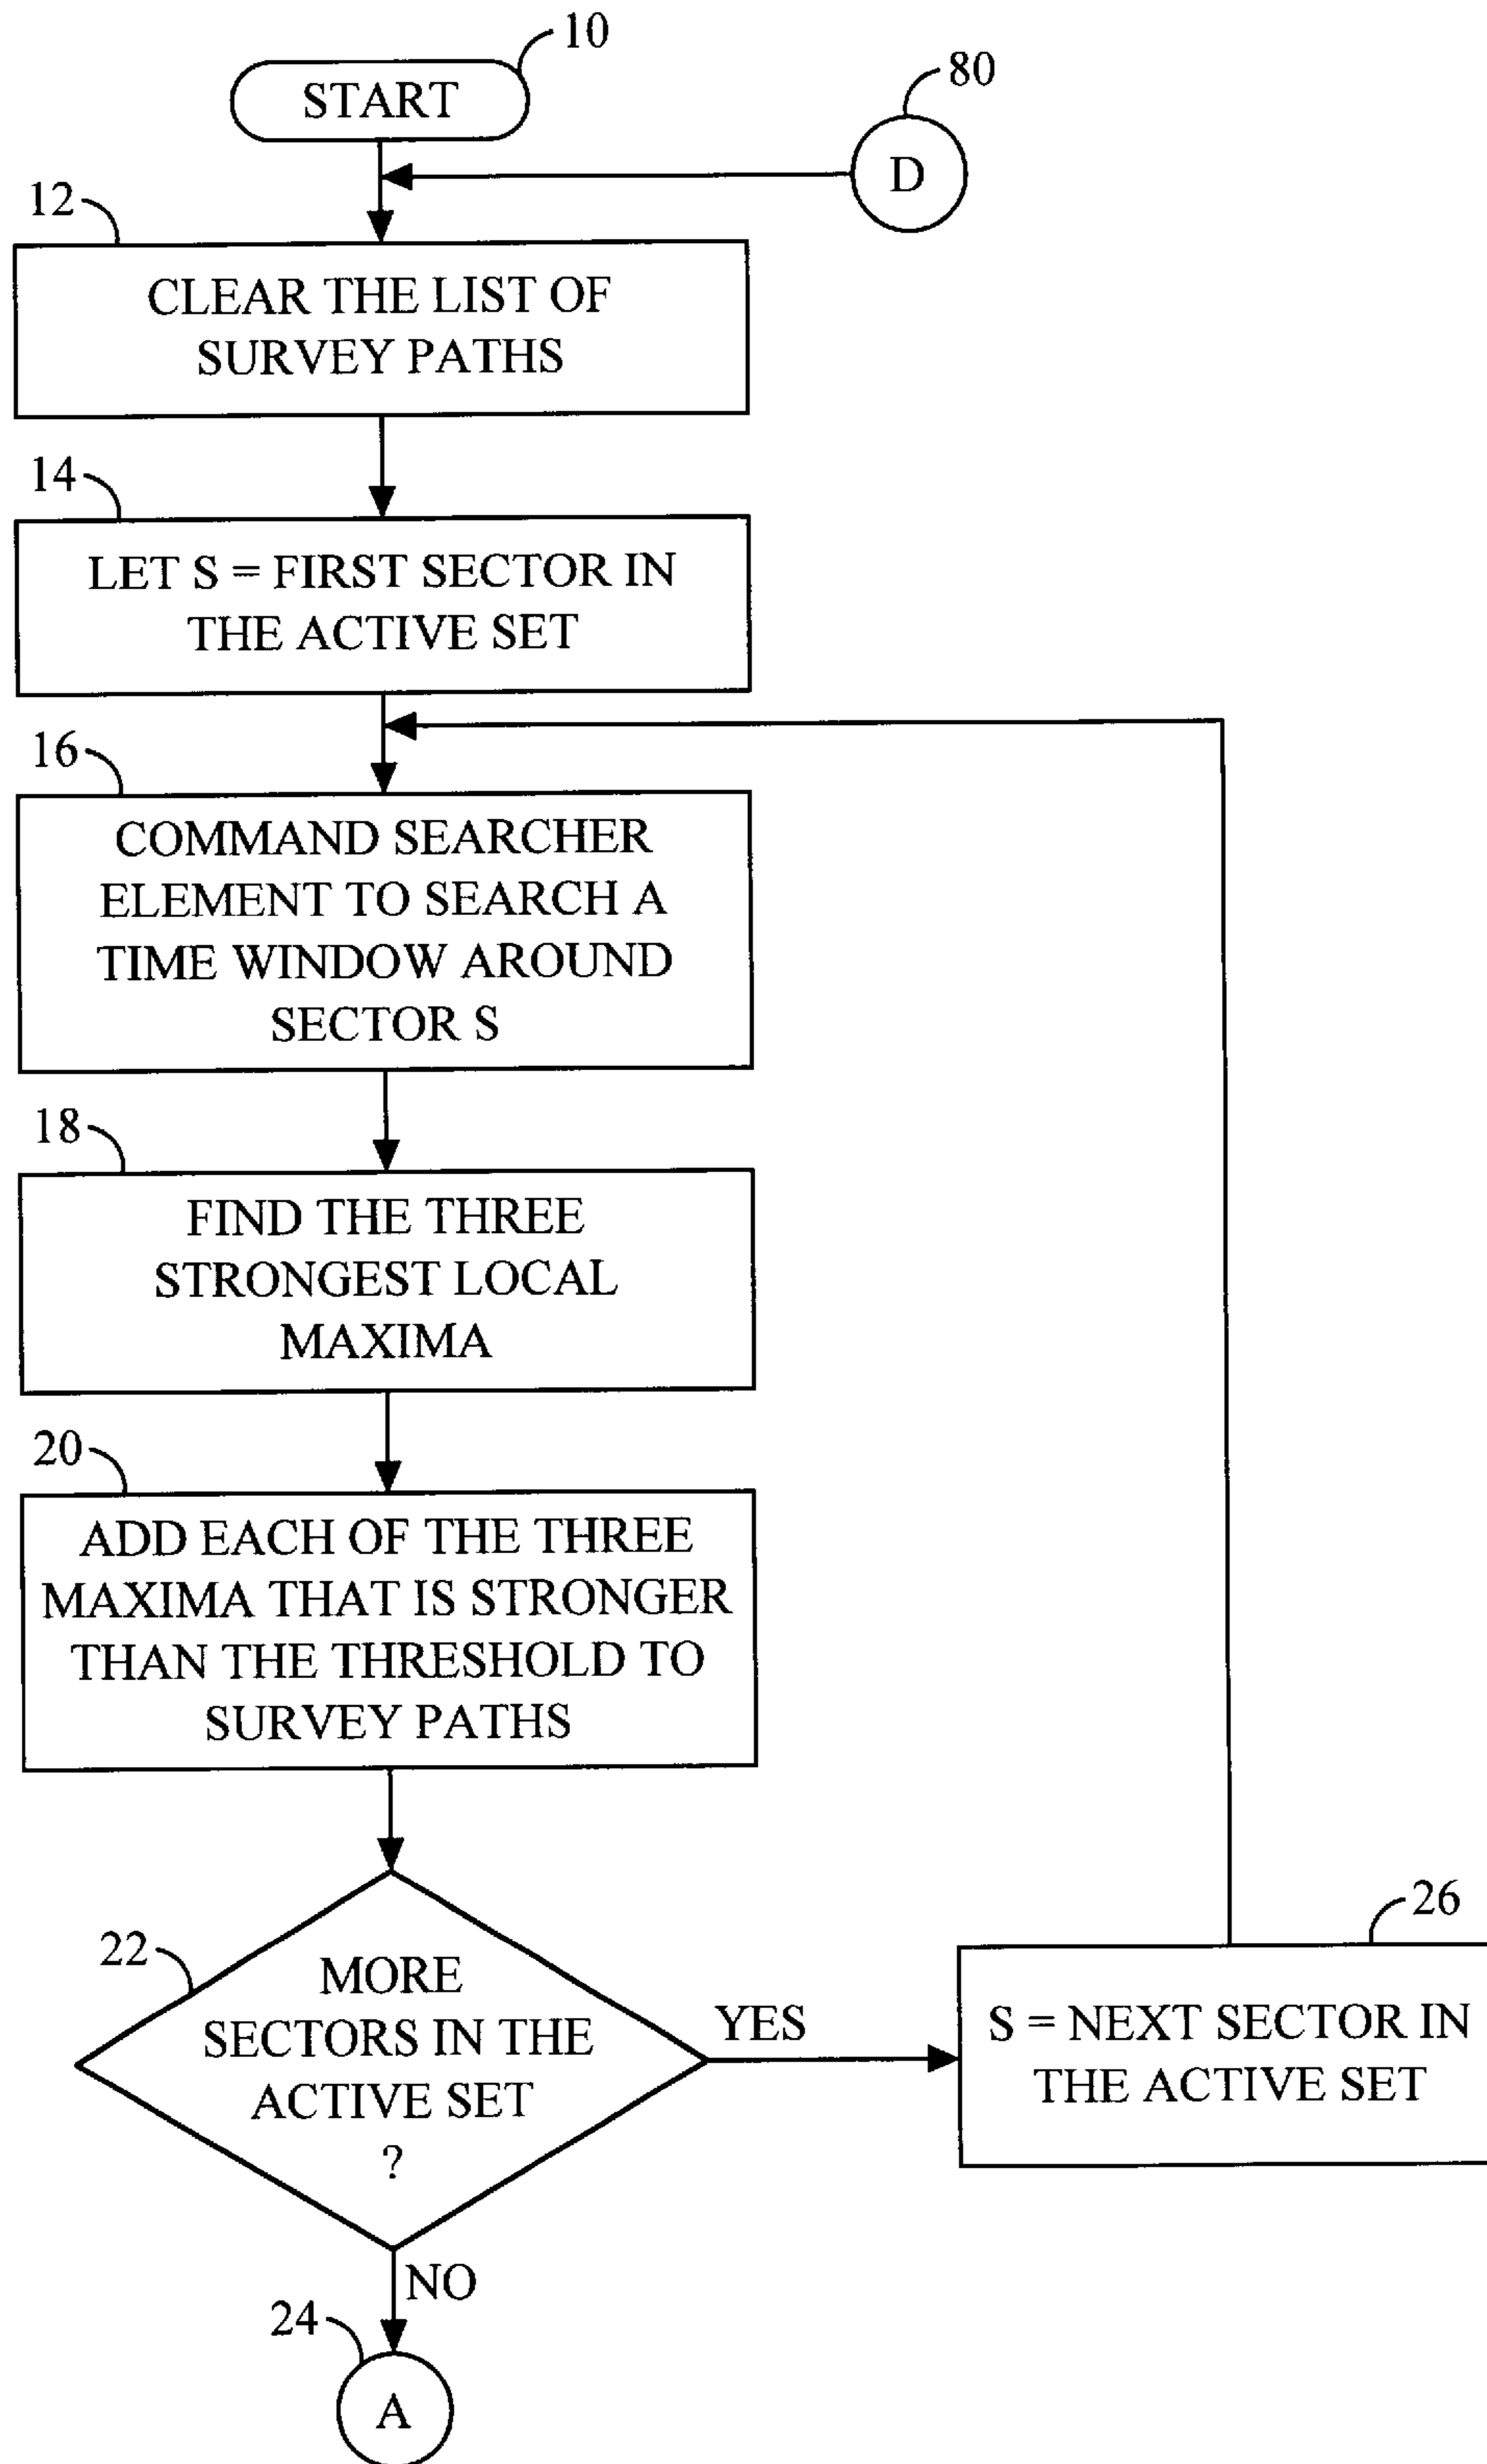 10
START
80
D
12
CLEAR THE LIST OF
SURVEY PATHS
14
LET S = FIRST SECTOR IN
THE ACTIVE SET
16
COMMAND SEARCHER
ELEMENT TO SEARCH A
TIME WINDOW AROUND
SECTOR S
18
FIND THE THREE
STRONGEST LOCAL
MAXIMA
20
ADD EACH OF THE THREE
MAXIMA THAT IS STRONGER
THAN THE THRESHOLD TO
SURVEY PATHS
22
MORE
SECTORS IN THE
ACTIVE SET
?
YES
26
S = NEXT SECTOR IN
THE ACTIVE SET
NO
24
A